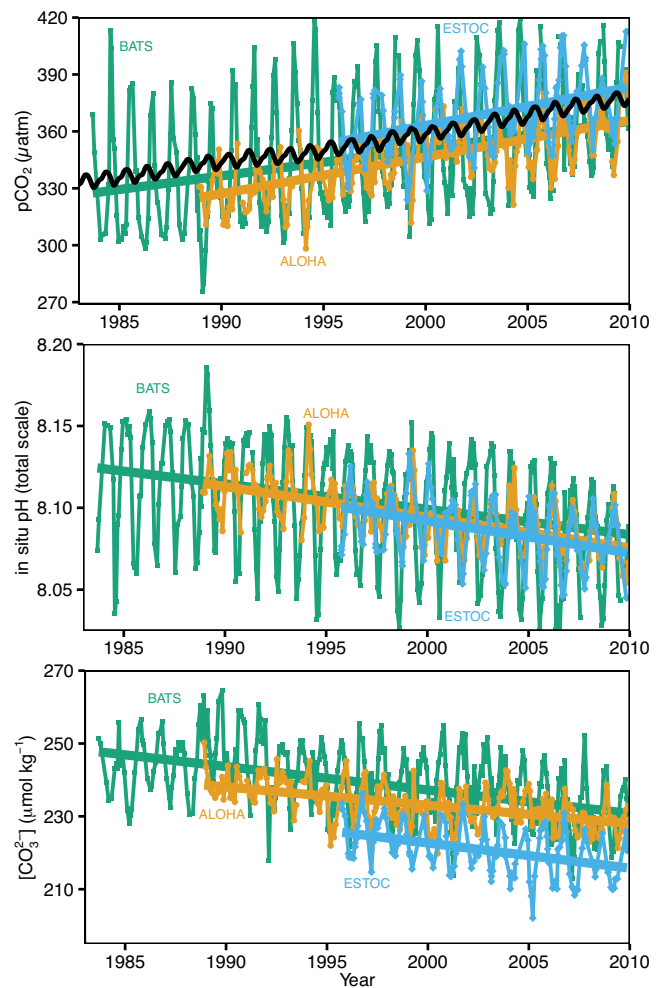 420
390
360
330
300
270
pCO₂ (μatm)
BATS
ESTOC
ALOHA
1985
1990
1995
2000
2005
2010
8.20
8.15
8.10
8.05
in situ pH (total scale)
BATS
ALOHA
ESTOC
1985
1990
1995
2000
2005
2010
270
250
230
210
[CO₃²⁻] (μmol kg⁻¹)
BATS
ALOHA
ESTOC
1985
1990
1995
2000
2005
2010
Year